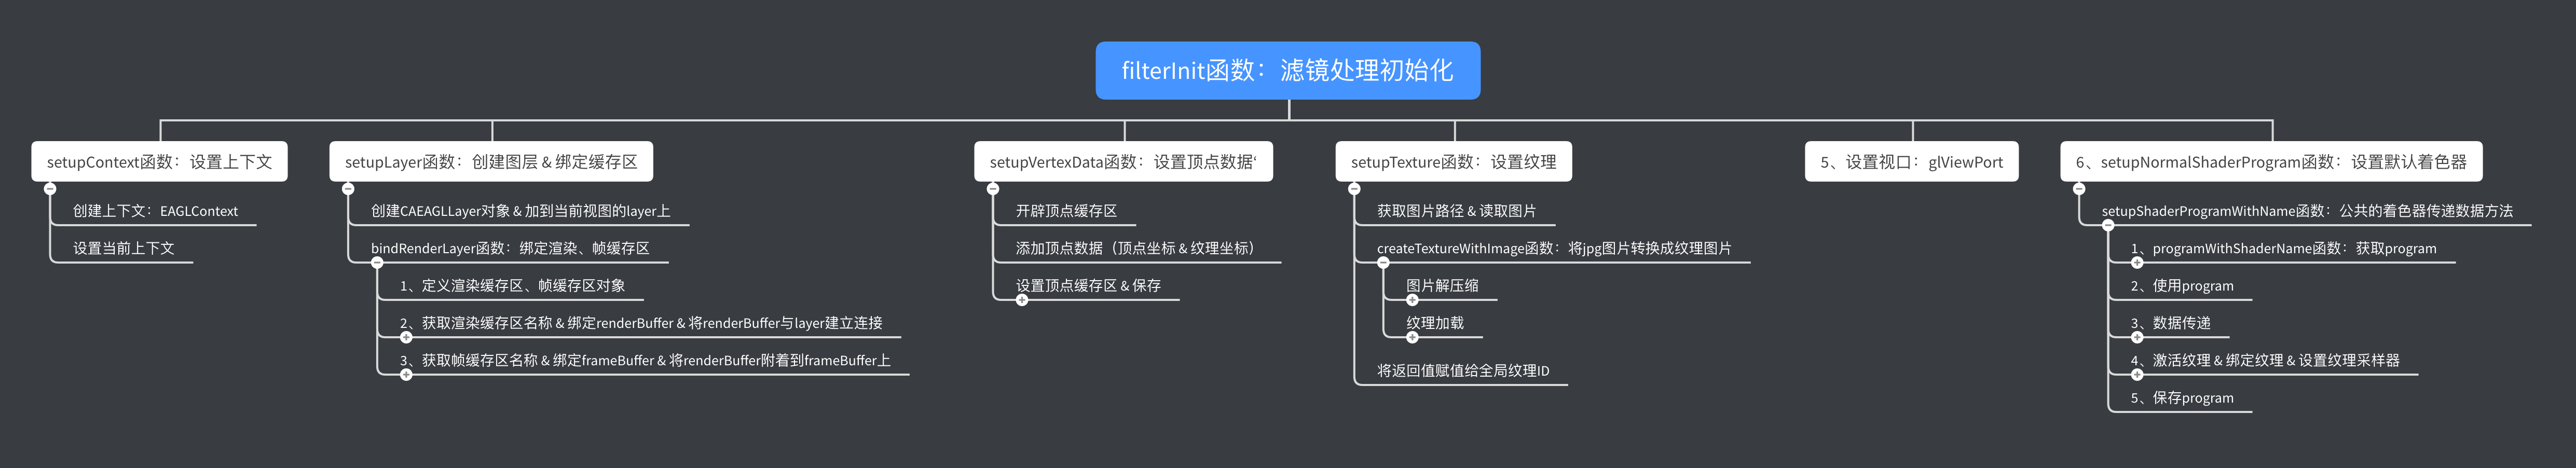 filterInit函数：滤镜处理初始化
setupContext函数：设置上下文
创建上下文：EAGLContext
设置当前上下文
setupLayer函数：创建图层 & 绑定缓存区
创建CAEAGLLayer对象 & 加到当前视图的layer上
bindRenderLayer函数：绑定渲染、帧缓存区
1、定义渲染缓存区、帧缓存区对象
2、获取渲染缓存区名称 & 绑定renderBuffer & 将renderBuffer与layer建立连接
3、获取帧缓存区名称 & 绑定frameBuffer & 将renderBuffer附着到frameBuffer上
setupVertexData函数：设置顶点数据‘
开辟顶点缓存区
添加顶点数据（顶点坐标 & 纹理坐标）
设置顶点缓存区 & 保存
setupTexture函数：设置纹理
获取图片路径 & 读取图片
createTextureWithImage函数：将jpg图片转换成纹理图片
图片解压缩
纹理加载
将返回值赋值给全局纹理ID
5、设置视口：glViewPort
6、setupNormalShaderProgram函数：设置默认着色器
setupShaderProgramWithName函数：公共的着色器传递数据方法
1、programWithShaderName函数：获取program
2、使用program
3、数据传递
4、激活纹理 & 绑定纹理 & 设置纹理采样器
5、保存program